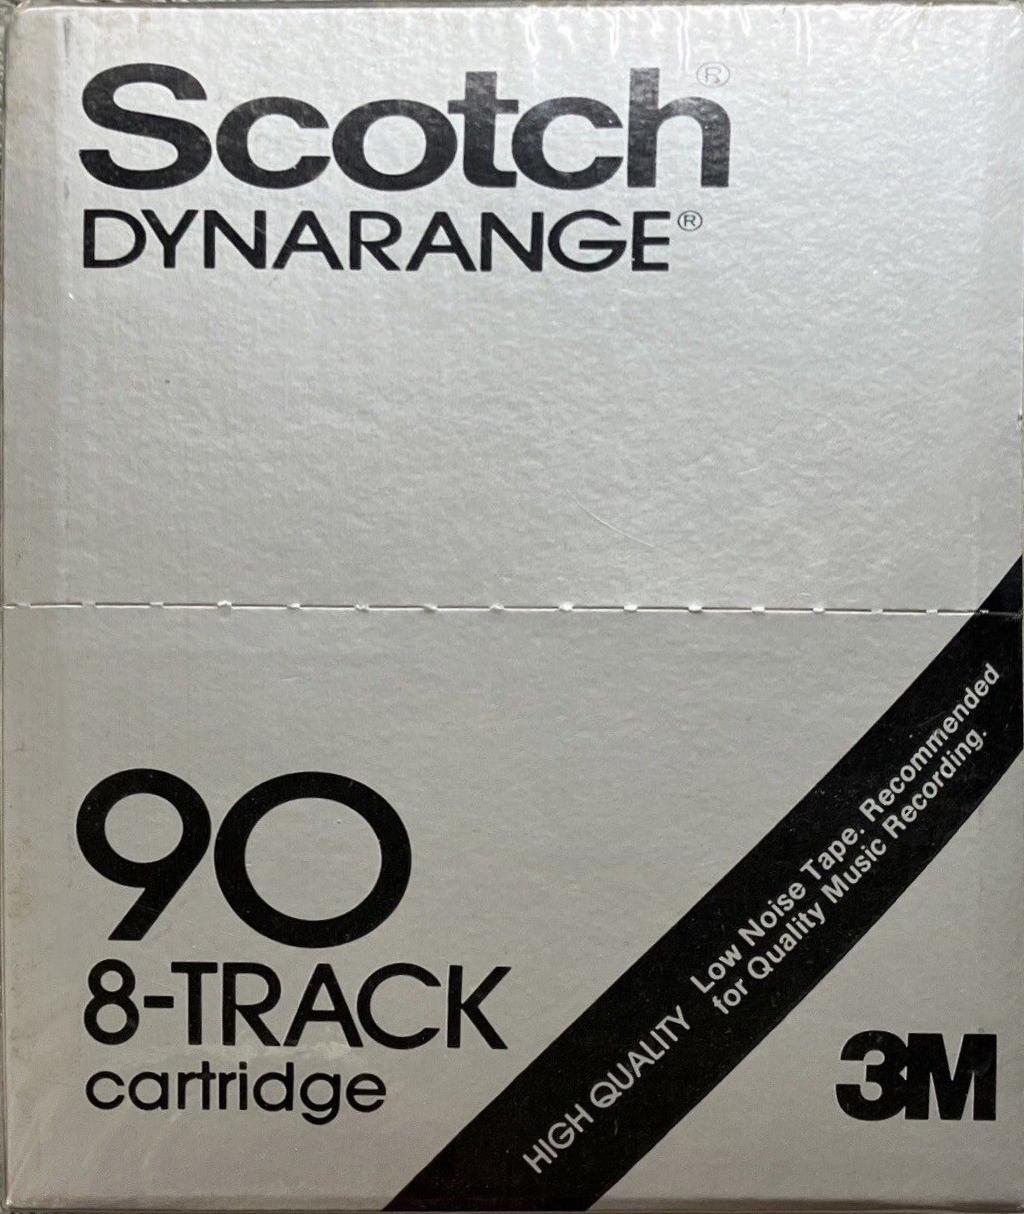 Scotch®
DYNARANGE®
90
8-TRACK
cartridge
HIGH QUALITY Low Noise Tape. Recommended
for Quality Music Recording.
3M